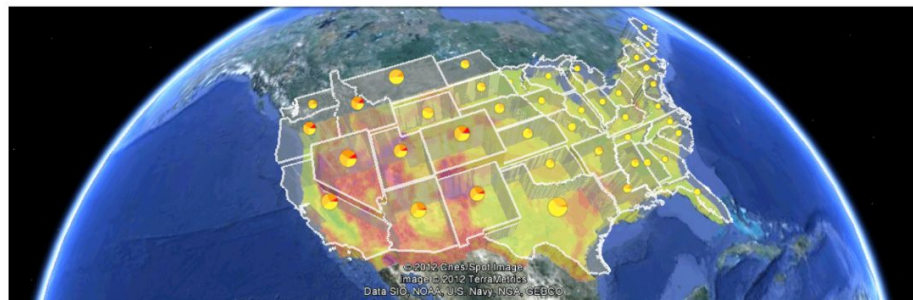 © 2012 Cnes/Spot Image
Image © 2012 TerraMetrics
Data SIO, NOAA, U.S. Navy, NGA, GEBCO